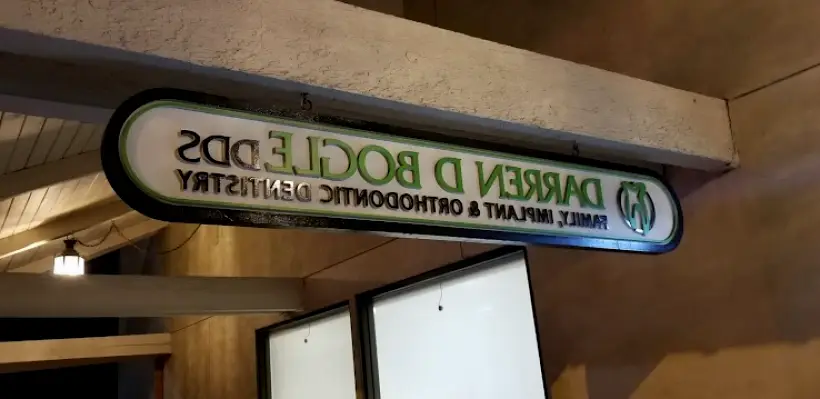 DARREN D BOGLE DDS
FAMILY, IMPLANT & ORTHODONTIC DENTISTRY